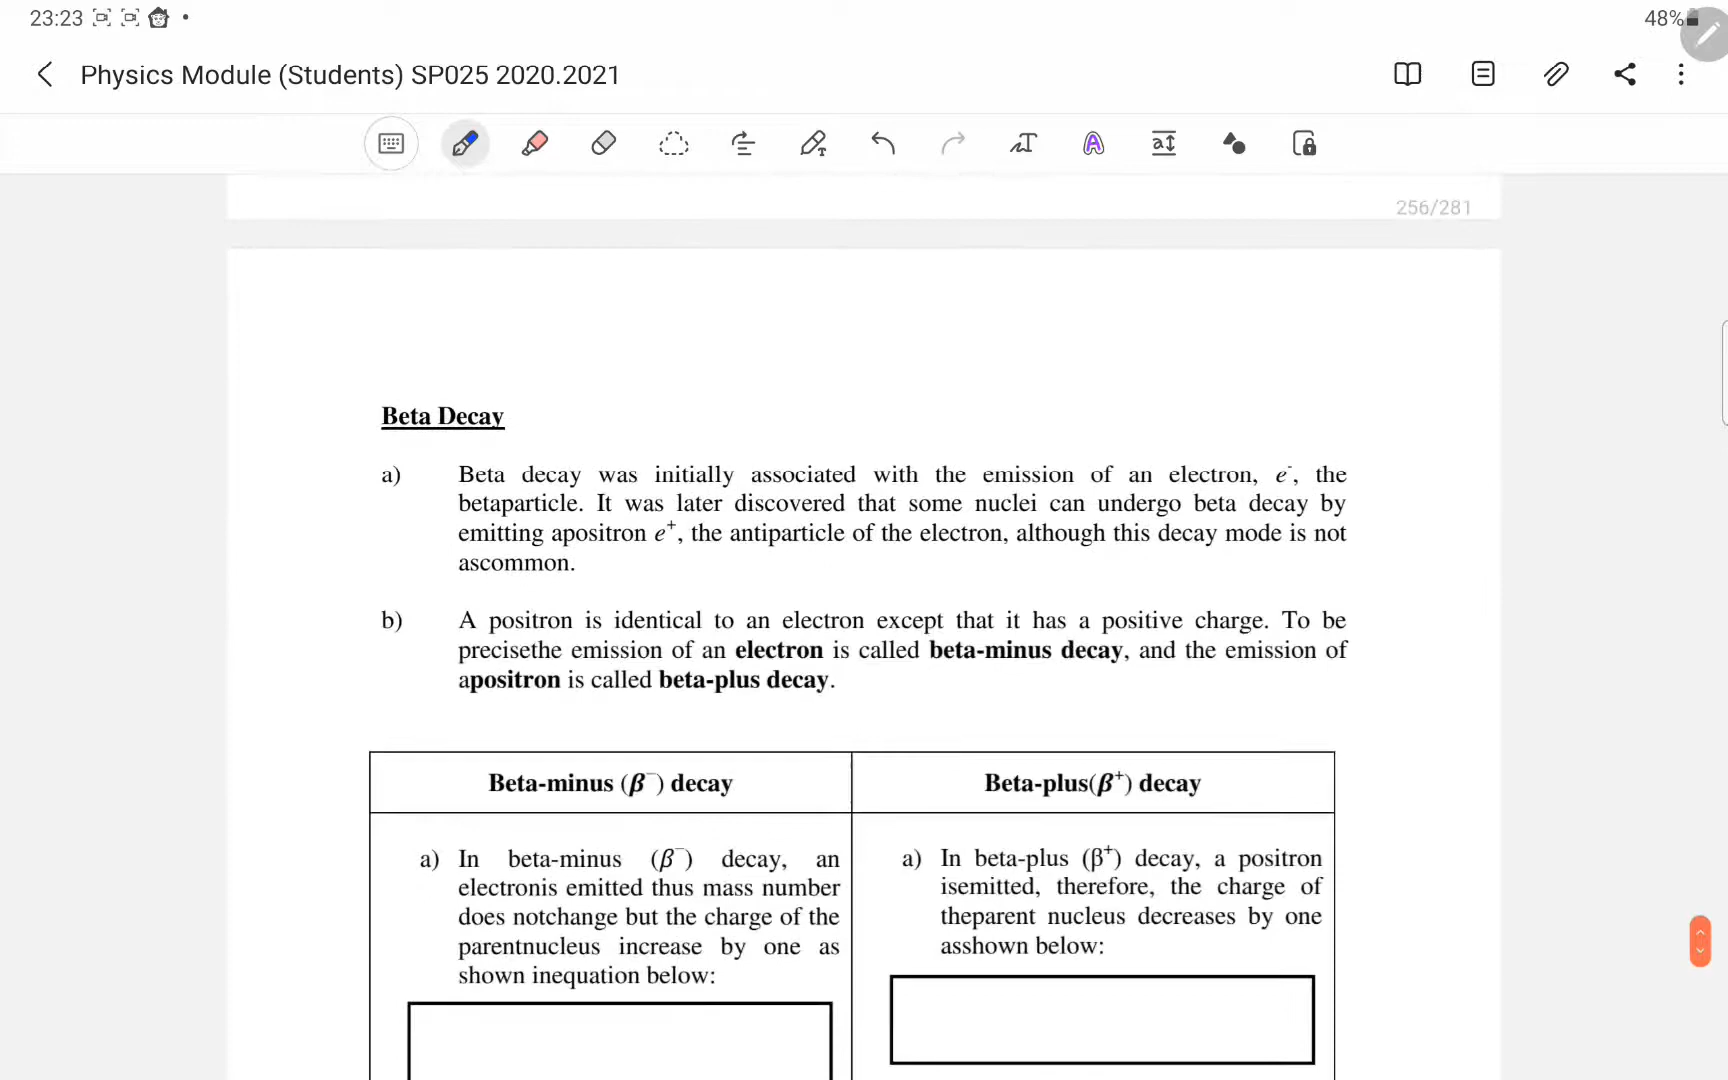 23:23
48%
Physics Module (Students) SP025 2020.2021
256/281
Beta Decay
a) Beta decay was initially associated with the emission of an electron, e⁻, the
betaparticle. It was later discovered that some nuclei can undergo beta decay by
emitting apositron e⁺, the antiparticle of the electron, although this decay mode is not
ascommon.
b) A positron is identical to an electron except that it has a positive charge. To be
precisethe emission of an electron is called beta-minus decay, and the emission of
apositron is called beta-plus decay.
Beta-minus (β⁻) decay
a) In beta-minus (β⁻) decay, an
electronis emitted thus mass number
does notchange but the charge of the
parentnucleus increase by one as
shown inequation below:
Beta-plus(β⁺) decay
a) In beta-plus (β⁺) decay, a positron
isemitted, therefore, the charge of
theparent nucleus decreases by one
asshown below: